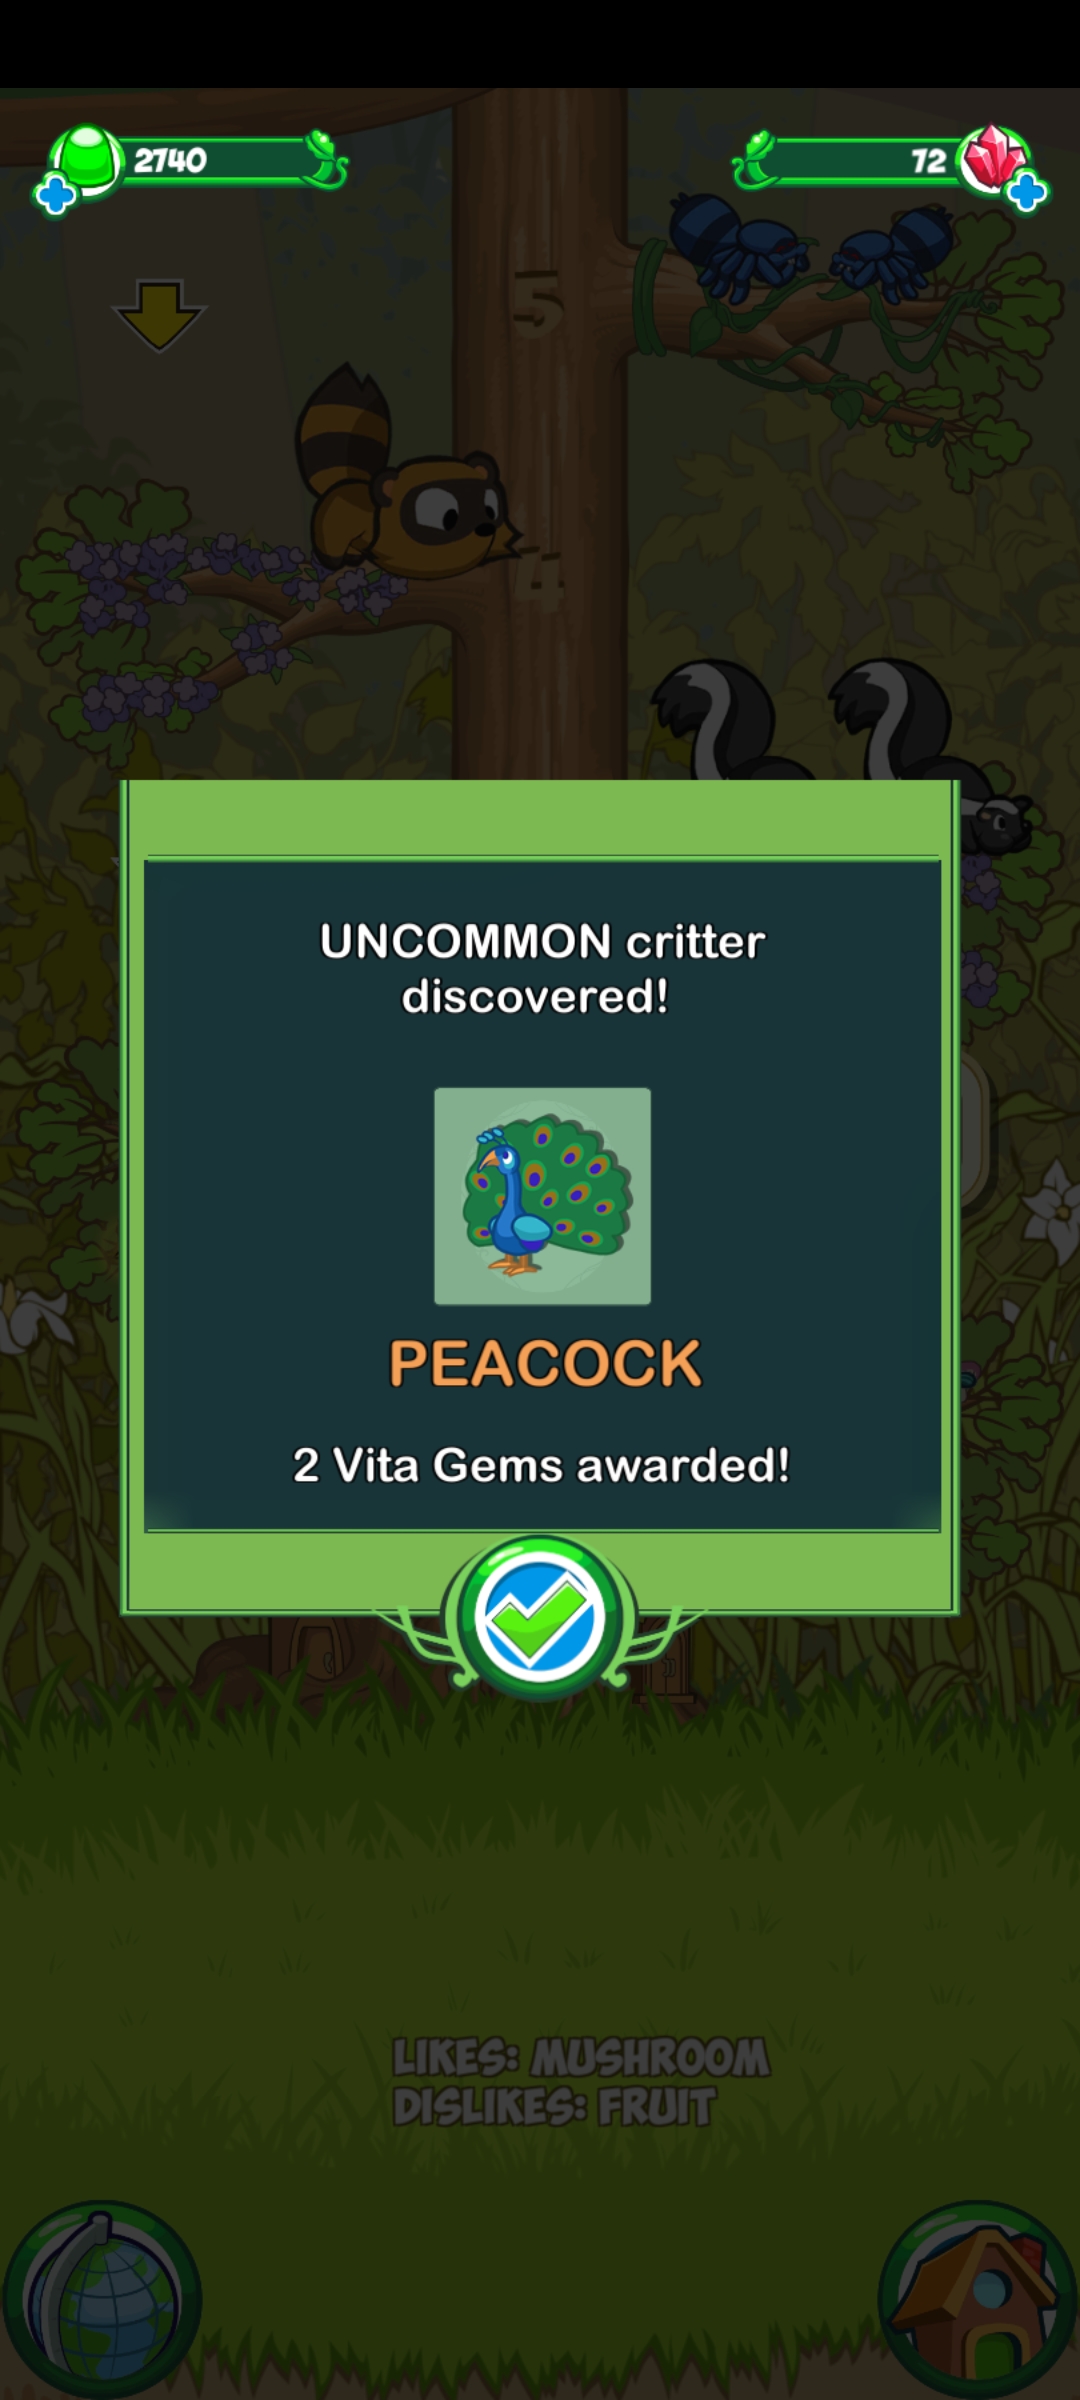 2740
72
5
4
UNCOMMON critter
discovered!
PEACOCK
2 Vita Gems awarded!
LIKES: MUSHROOM
DISLIKES: FRUIT